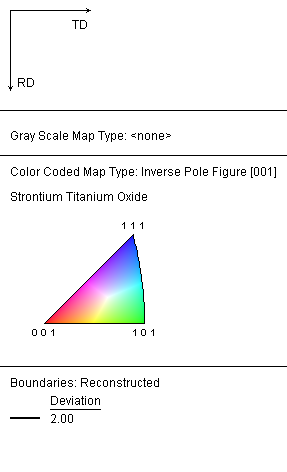 TD
RD
Gray Scale Map Type: <none>
Color Coded Map Type: Inverse Pole Figure [001]
Strontium Titanium Oxide
1 1 1
0 0 1 1 0 1
Boundaries: Reconstructed
Deviation
2.00